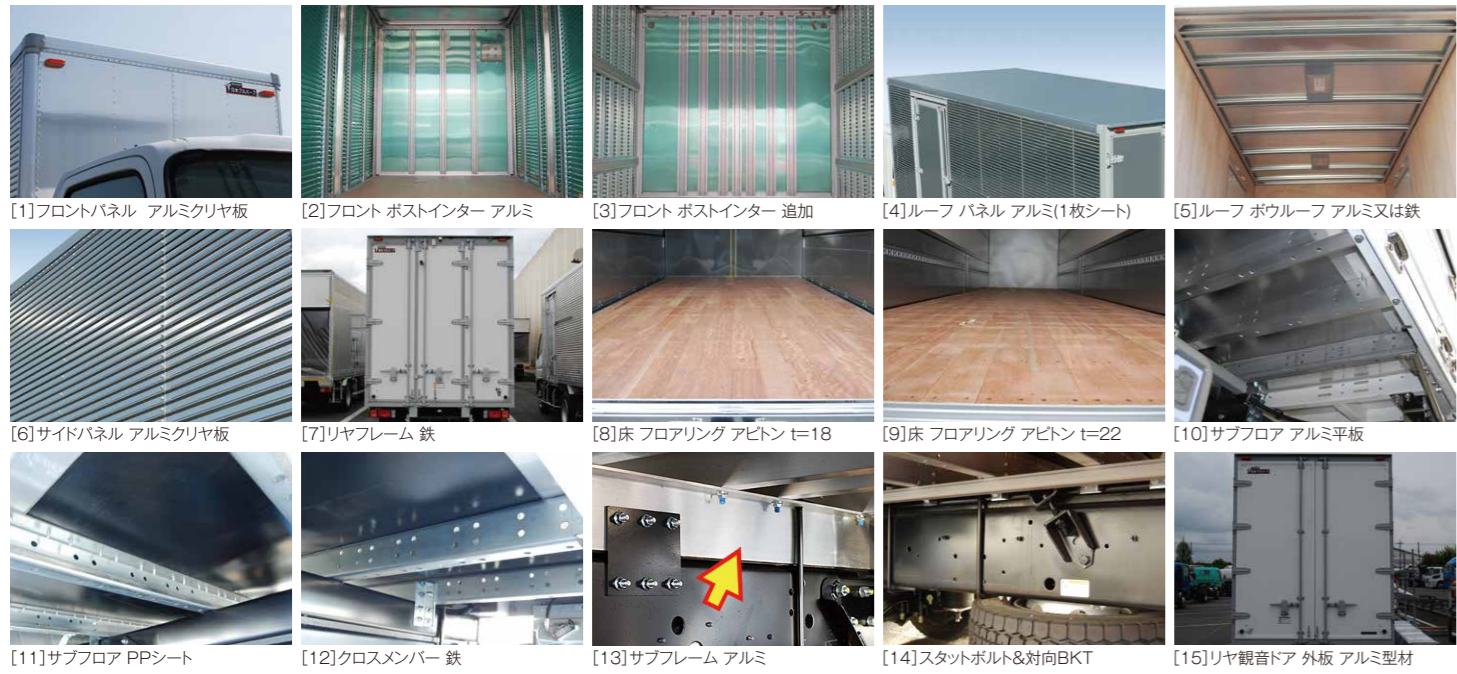 [1]フロントパネル アルミクリヤ板
[2]フロント ポストインター アルミ
[3]フロント ポストインター 追加
[4]ルーフ パネル アルミ(1枚シート)
[5]ルーフ ボウルーフ アルミ又は鉄
[6]サイドパネル アルミクリヤ板
[7]リヤフレーム 鉄
[8]床 フロアリング アピトン t=18
[9]床 フロアリング アピトン t=22
[10]サブフロア アルミ平板
[11]サブフロア PPシート
[12]クロスメンバー 鉄
[13]サブフレーム アルミ
[14]スタットボルト&対向BKT
[15]リヤ観音ドア 外板 アルミ型材